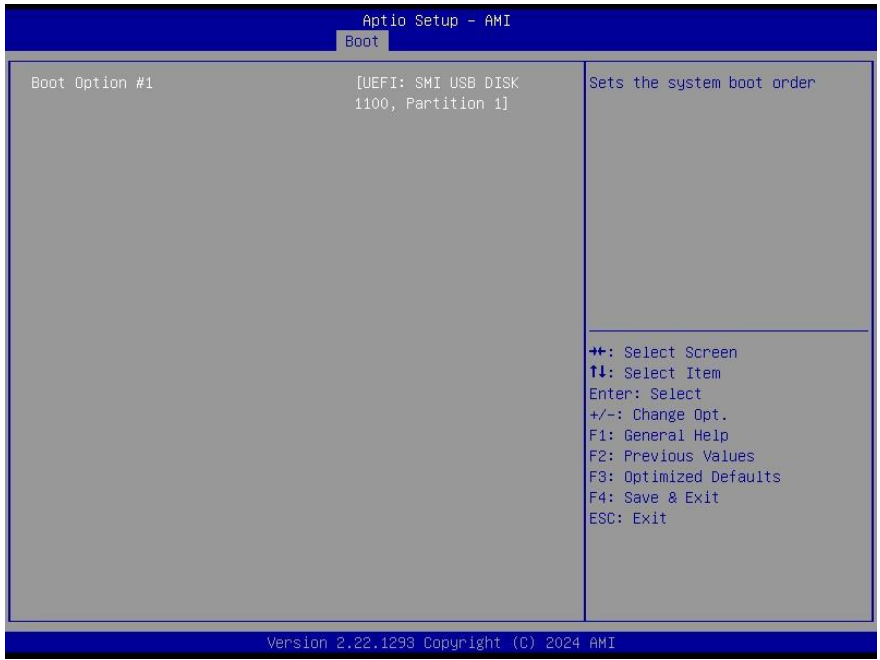 Aptio Setup - AMI
Boot
Boot Option #1
[UEFI: SMI USB DISK
1100, Partition 1]
Sets the system boot order
→←: Select Screen
↑↓: Select Item
Enter: Select
+/-: Change Opt.
F1: General Help
F2: Previous Values
F3: Optimized Defaults
F4: Save & Exit
ESC: Exit
Version 2.22.1293 Copyright (C) 2024 AMI